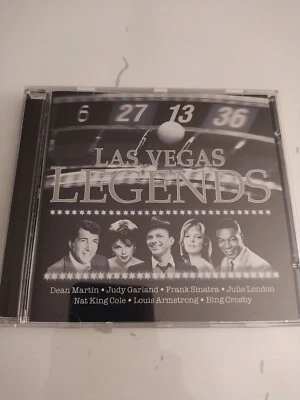 6 27 13 36
LAS VEGAS
LEGENDS
Dean Martin • Judy Garland • Frank Sinatra • Julie London
Nat King Cole • Louis Armstrong • Bing Crosby